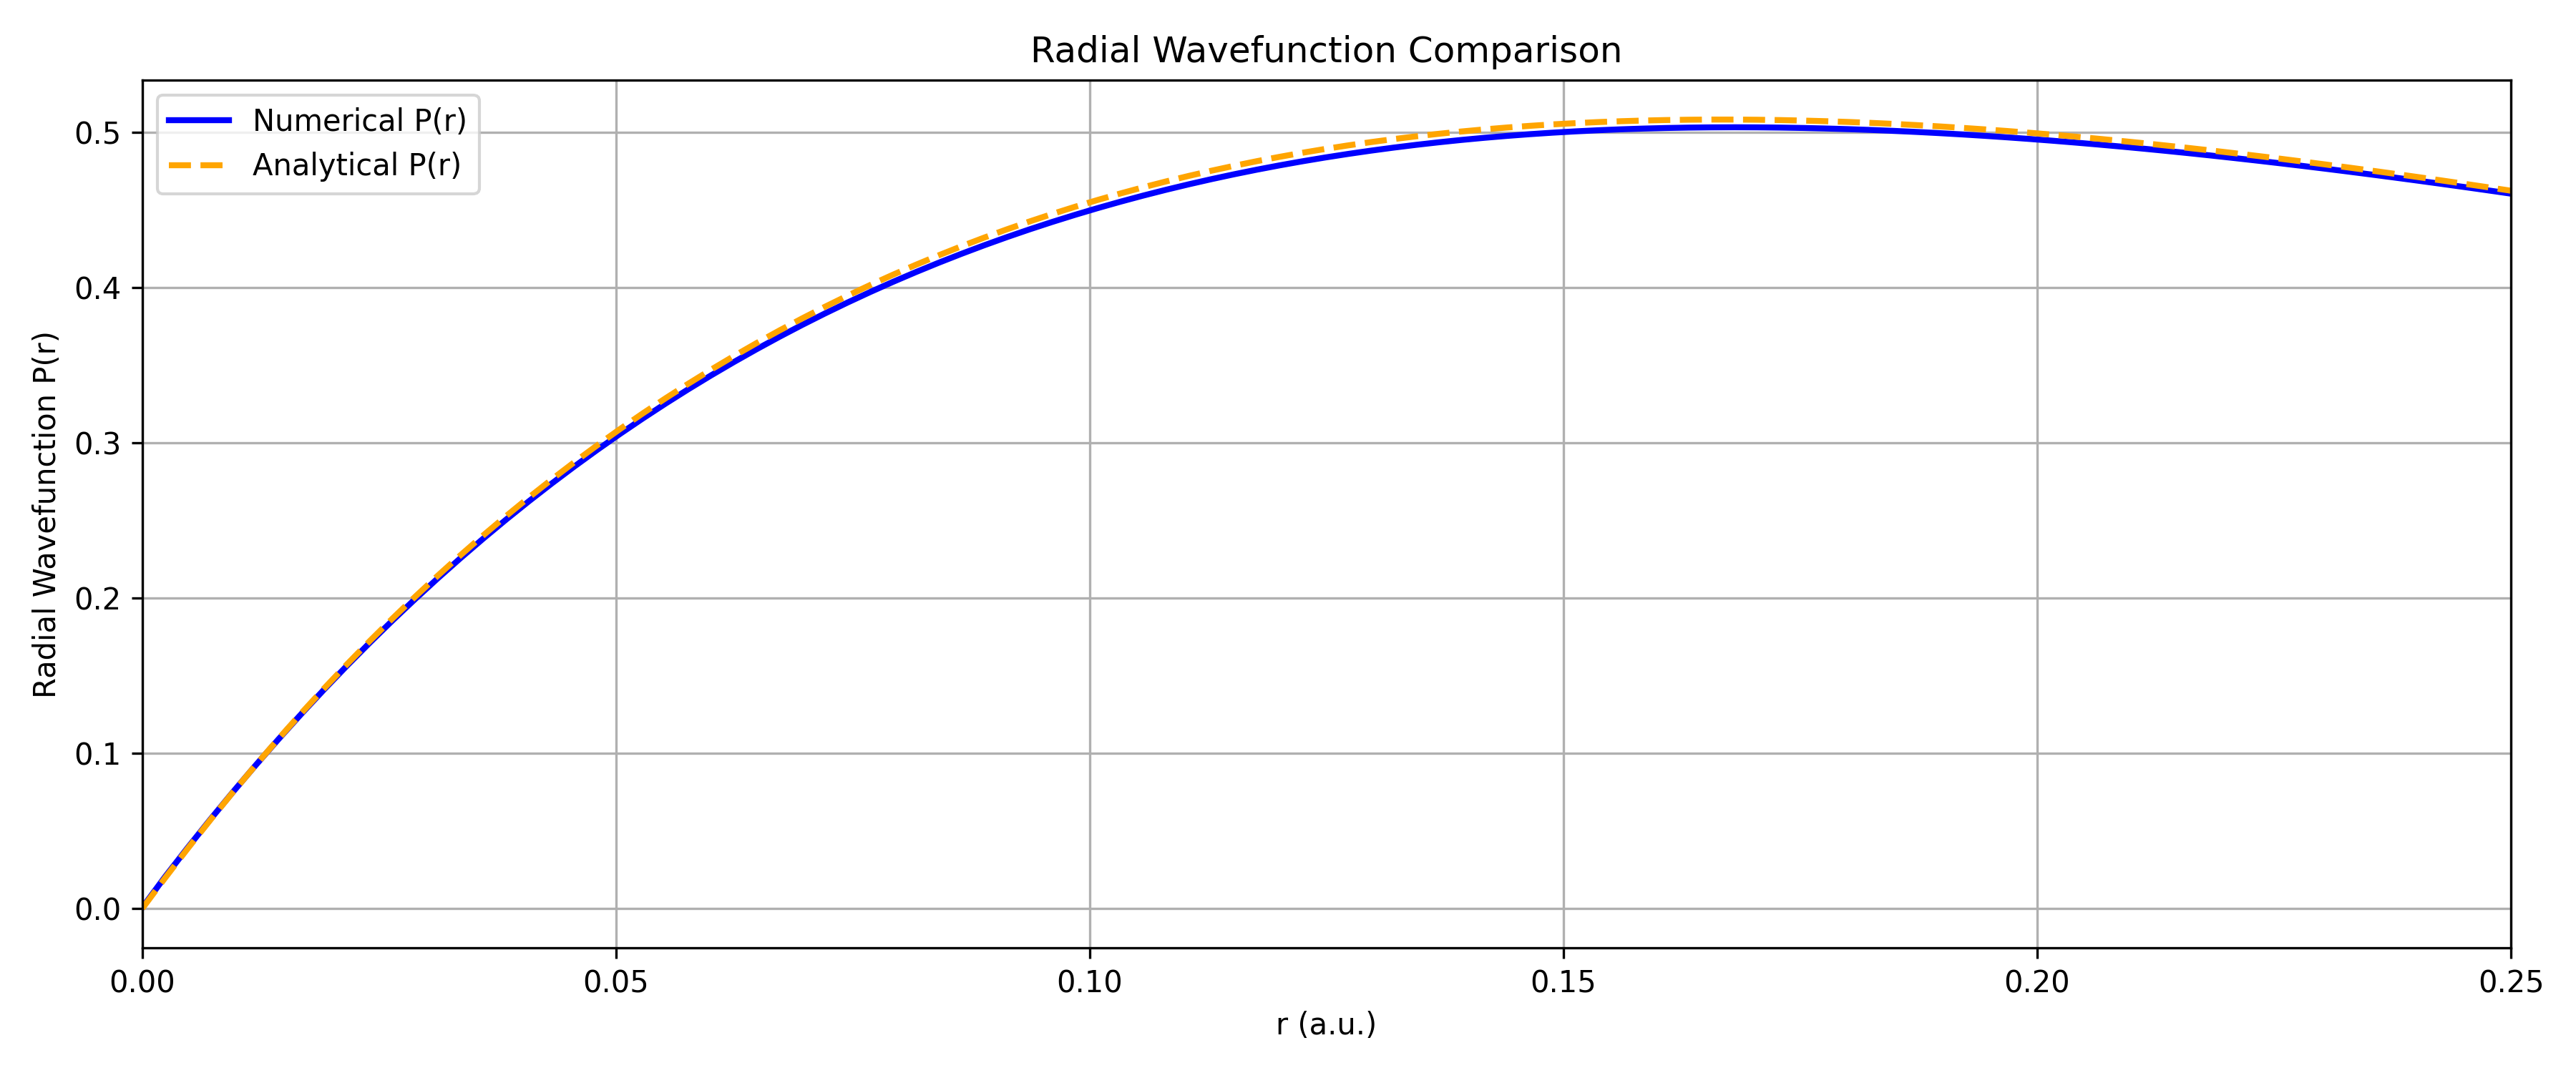 Radial Wavefunction Comparison
Numerical P(r)
Analytical P(r)
Radial Wavefunction P(r)
0.5
0.4
0.3
0.2
0.1
0.0
0.00 0.05 0.10 0.15 0.20 0.25
r (a.u.)